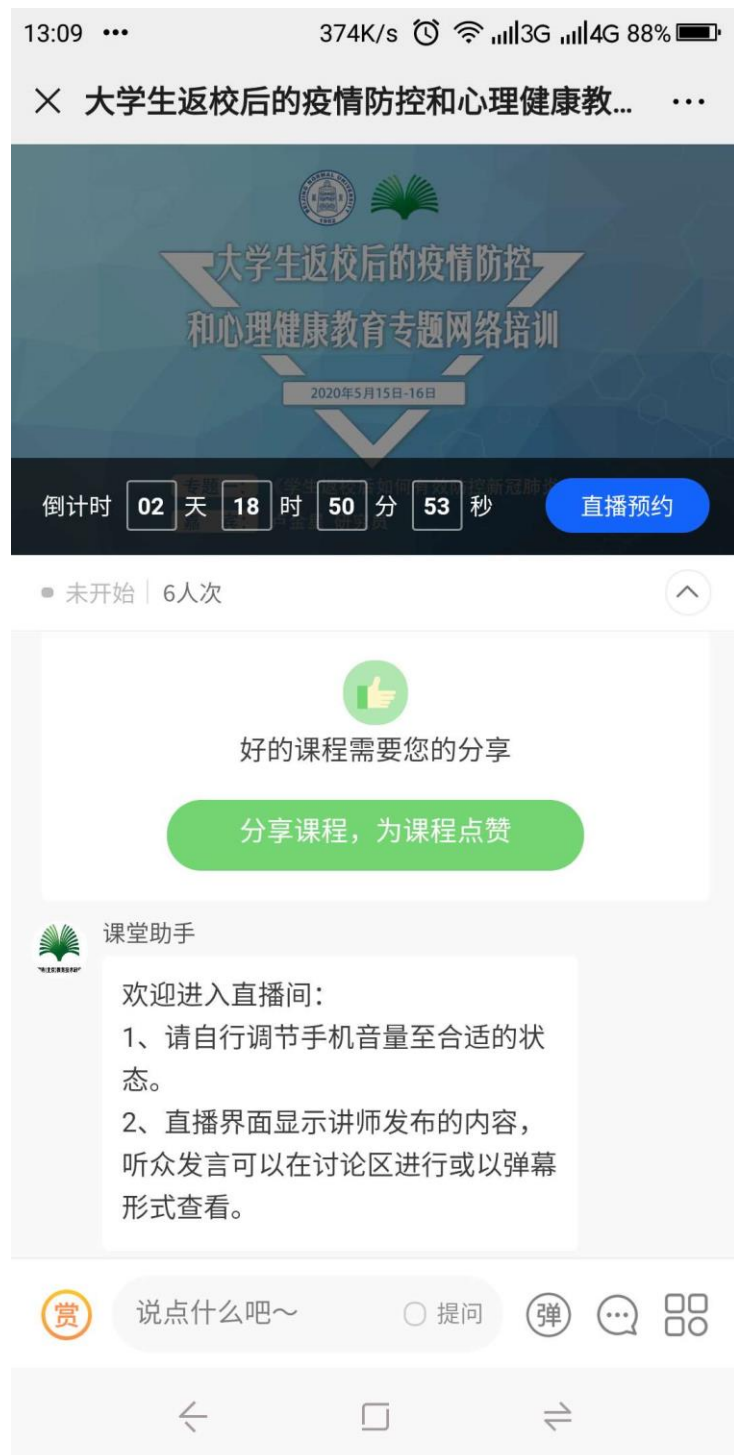 13:09 ••• 374K/s 3G 4G 88%
大学生返校后的疫情防控和心理健康教... ...
大学生返校后的疫情防控
和心理健康教育专题网络培训
2020年5月15日-16日
倒计时 02 天 18 时 50 分 53 秒 直播预约
未开始 6人次
好的课程需要您的分享
分享课程，为课程点赞
课堂助手
欢迎进入直播间：
1、请自行调节手机音量至合适的状
态。
2、直播界面显示讲师发布的内容，
听众发言可以在讨论区进行或以弹幕
形式查看。
赏 说点什么吧～ 提问 弹